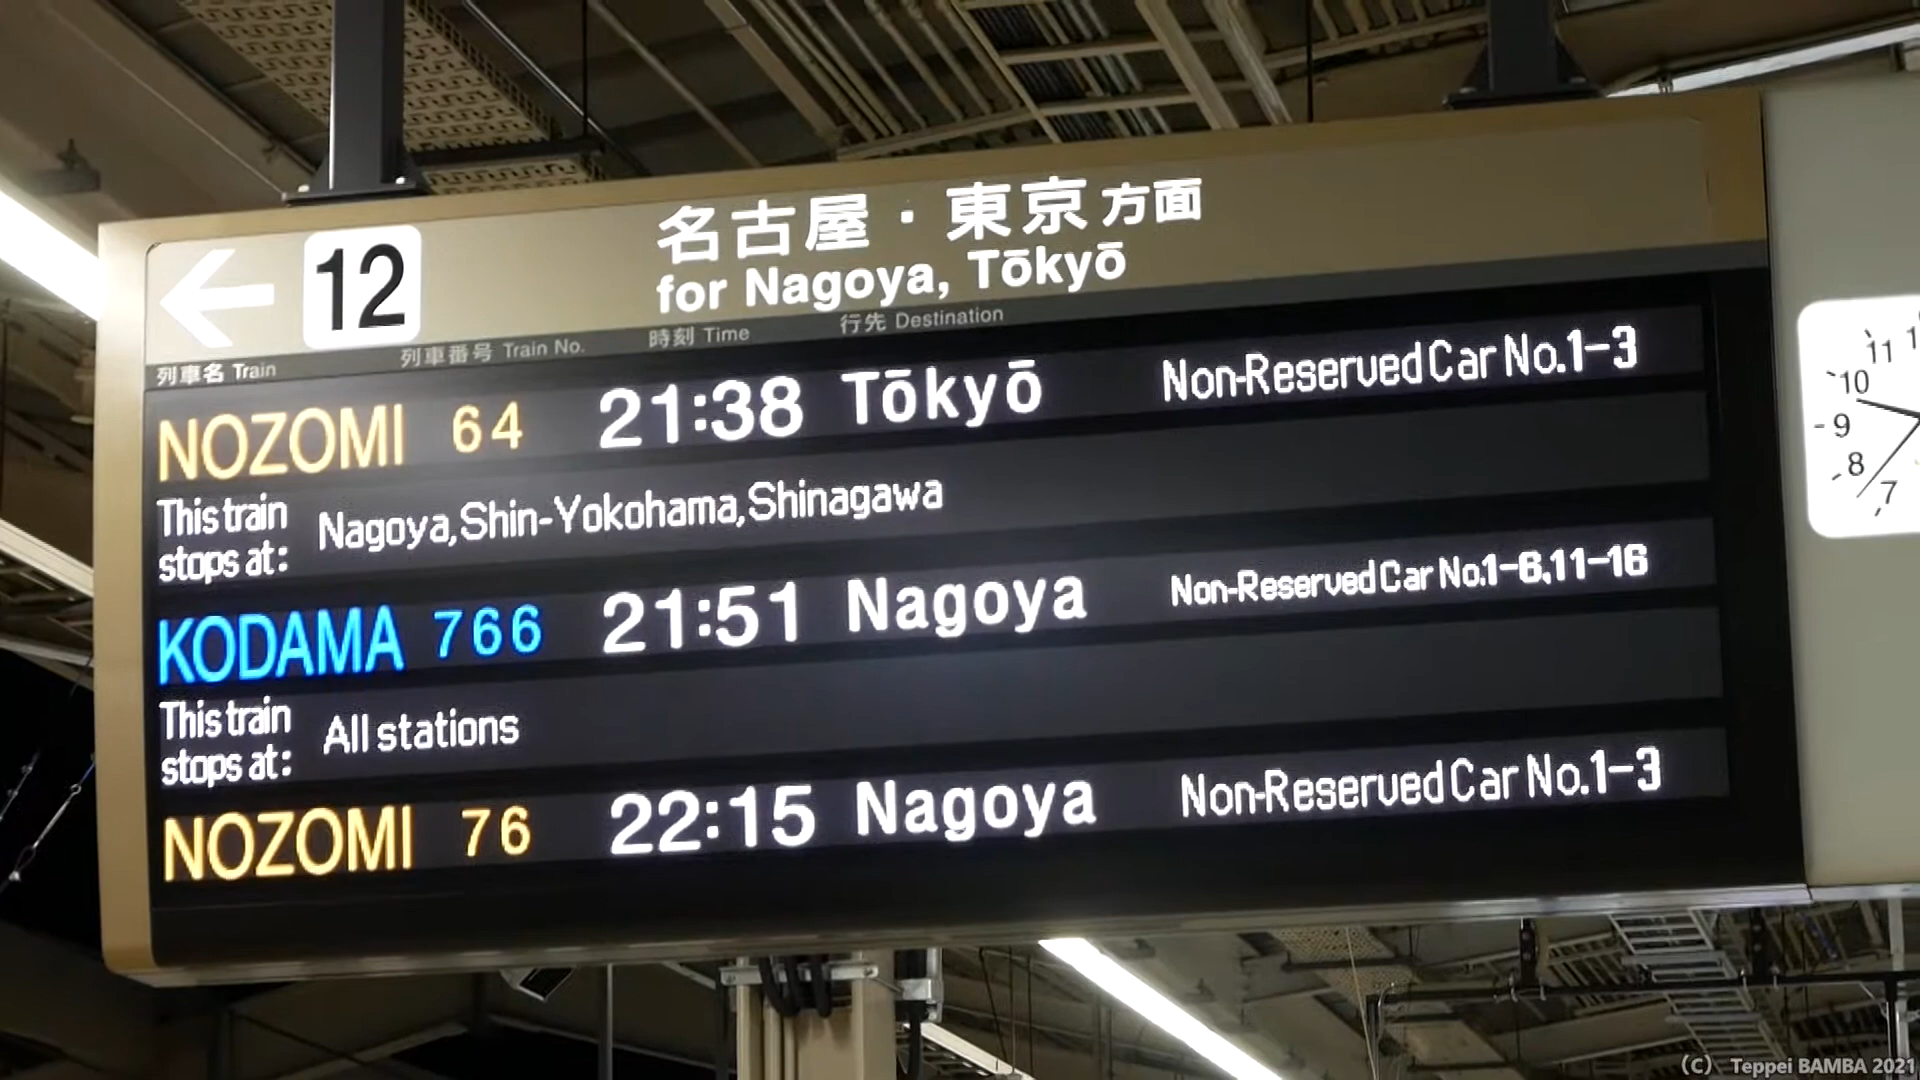 12 名古屋・東京方面
for Nagoya, Tōkyō
列車名 Train 列車番号 Train No. 時刻 Time 行先 Destination
NOZOMI 64 21:38 Tōkyō Non-Reserved Car No.1-3
This train stops at: Nagoya,Shin-Yokohama,Shinagawa
KODAMA 766 21:51 Nagoya Non-Reserved Car No.1-6,11-16
This train stops at: All stations
NOZOMI 76 22:15 Nagoya Non-Reserved Car No.1-3
11
10
9
8
7
(C) Teppei BAMBA 2021